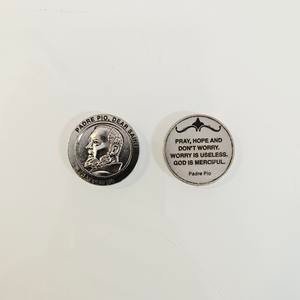 PADRE PIO, DEAR SAINT
PRAY, HOPE AND
DON'T WORRY.
WORRY IS USELESS.
GOD IS MERCIFUL.
Padre Pio